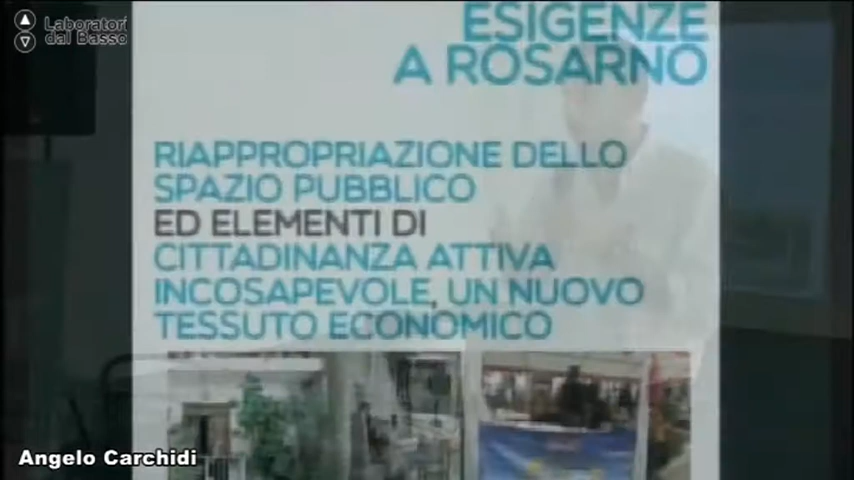 Laboratori
dal Basso
ESIGENZE
A ROSARNO
RIAPPROPRIAZIONE DELLO
SPAZIO PUBBLICO
ED ELEMENTI DI
CITTADINANZA ATTIVA
INCOSAPEVOLE, UN NUOVO
TESSUTO ECONOMICO
Angelo Carchidi